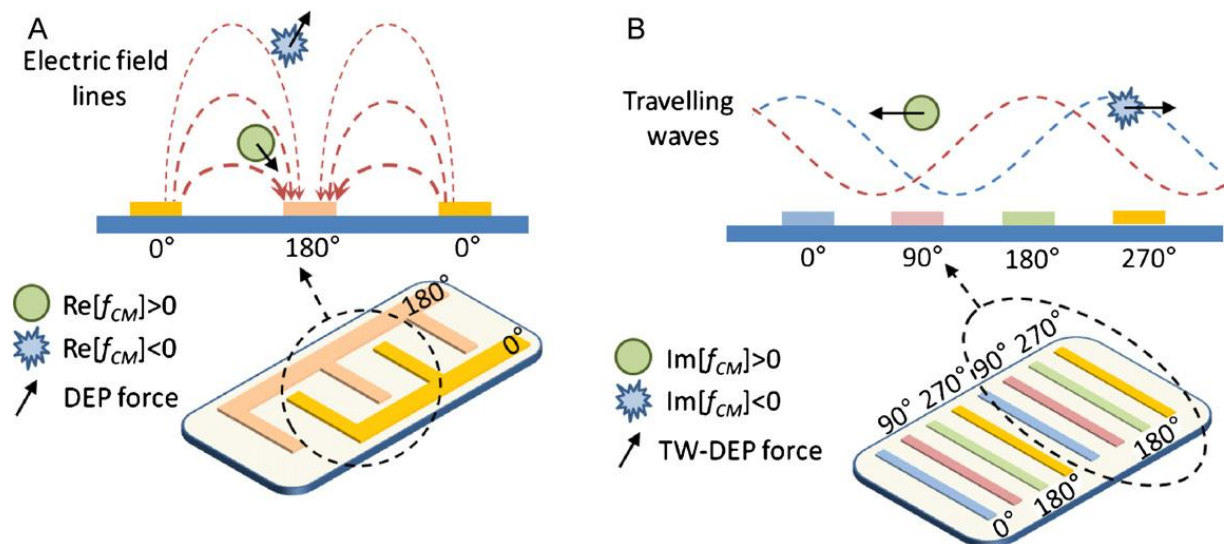 A
Electric field
lines
0°
180°
0°
Re[fCM]>0
Re[fCM]<0
DEP force
180°
0°
B
Travelling
waves
0°
90°
180°
270°
Im[fCM]>0
Im[fCM]<0
TW-DEP force
90°
270°
90°
270°
0°
180°
180°